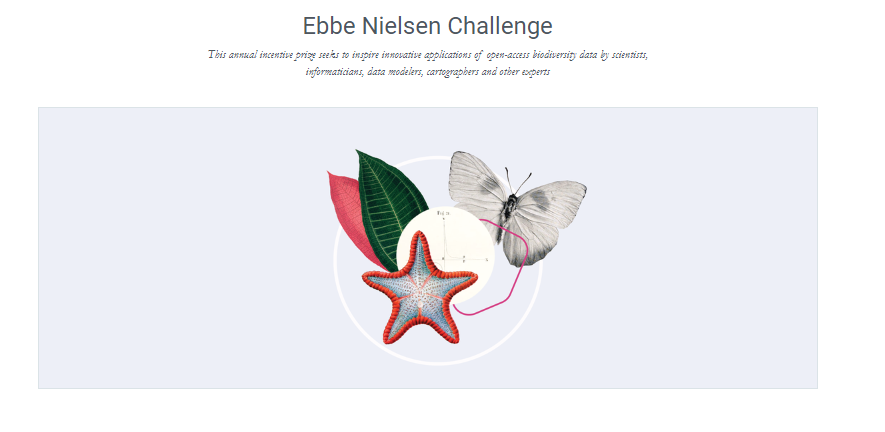 Ebbe Nielsen Challenge
This annual incentive prize seeks to inspire innovative applications of open-access biodiversity data by scientists,
informaticians, data modelers, cartographers and other experts